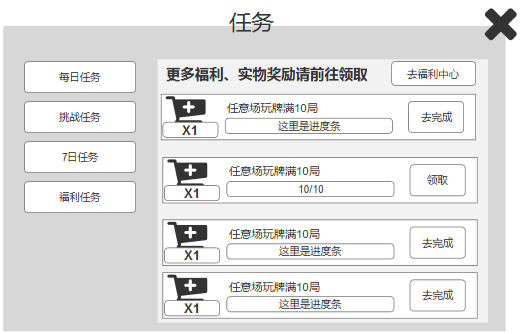 任务
每日任务
挑战任务
7日任务
福利任务
更多福利、实物奖励请前往领取
去福利中心
X1
任意场玩牌满10局
这里是进度条
去完成
X1
任意场玩牌满10局
10/10
领取
X1
任意场玩牌满10局
这里是进度条
去完成
X1
任意场玩牌满10局
这里是进度条
去完成